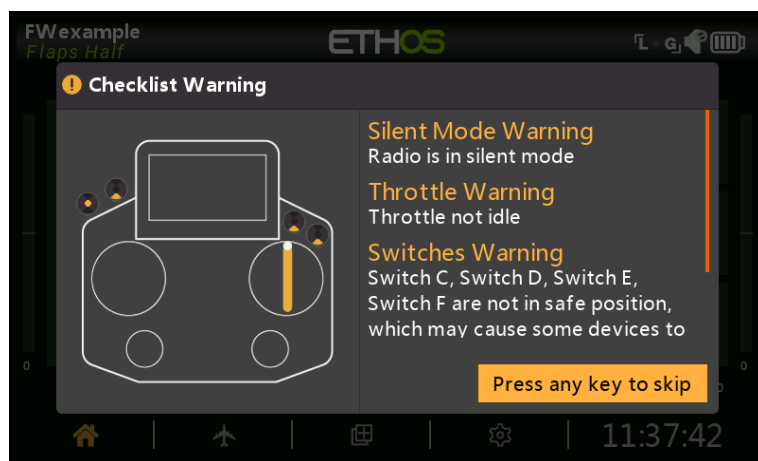 FWexample
Flaps Half
ETHOS
L G
Checklist Warning
Silent Mode Warning
Radio is in silent mode
Throttle Warning
Throttle not idle
Switches Warning
Switch C, Switch D, Switch E,
Switch F are not in safe position,
which may cause some devices to
Press any key to skip
0
0
11:37:42